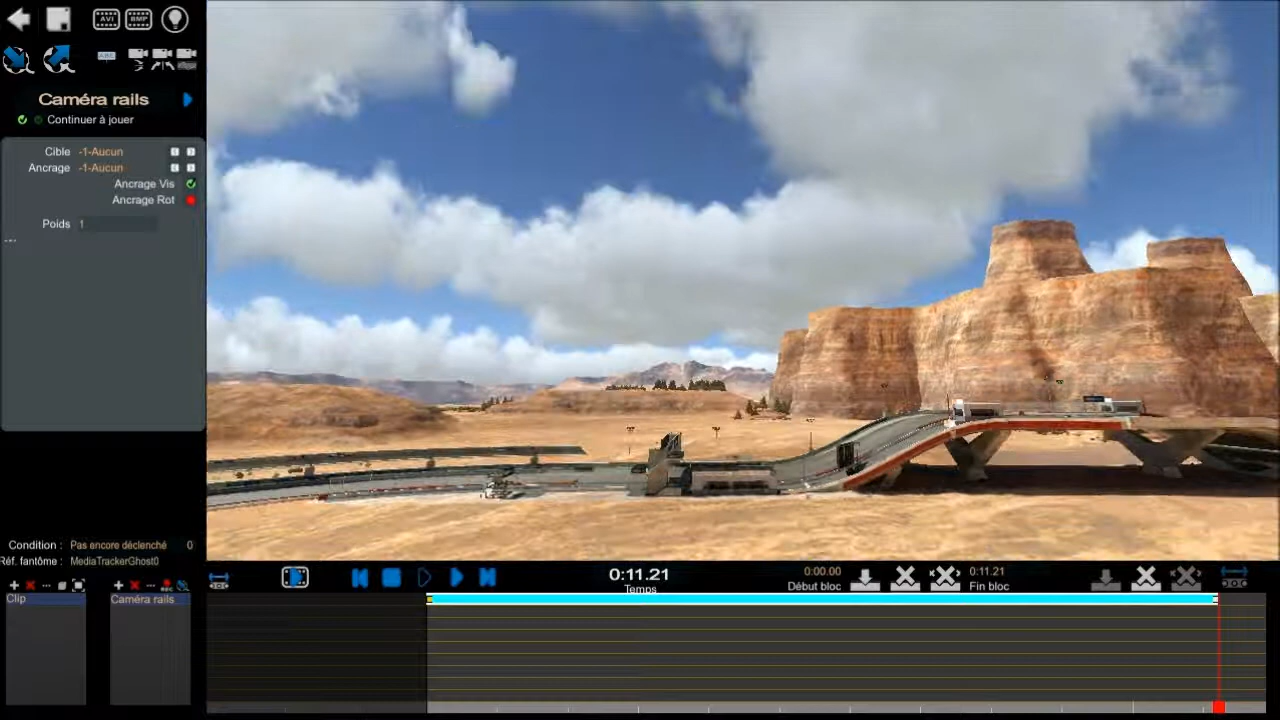 AVI BMP
Caméra rails
Continuer à jouer
Cible -1-Aucun
Ancrage -1-Aucun
Ancrage Vis
Ancrage Rot
Poids 1
...
Condition : Pas encore déclenché 0
Réf. fantôme : MediaTrackerGhost0
Clip
Caméra rails
0:11.21
Temps
0:00.00
Début bloc
0:11.21
Fin bloc